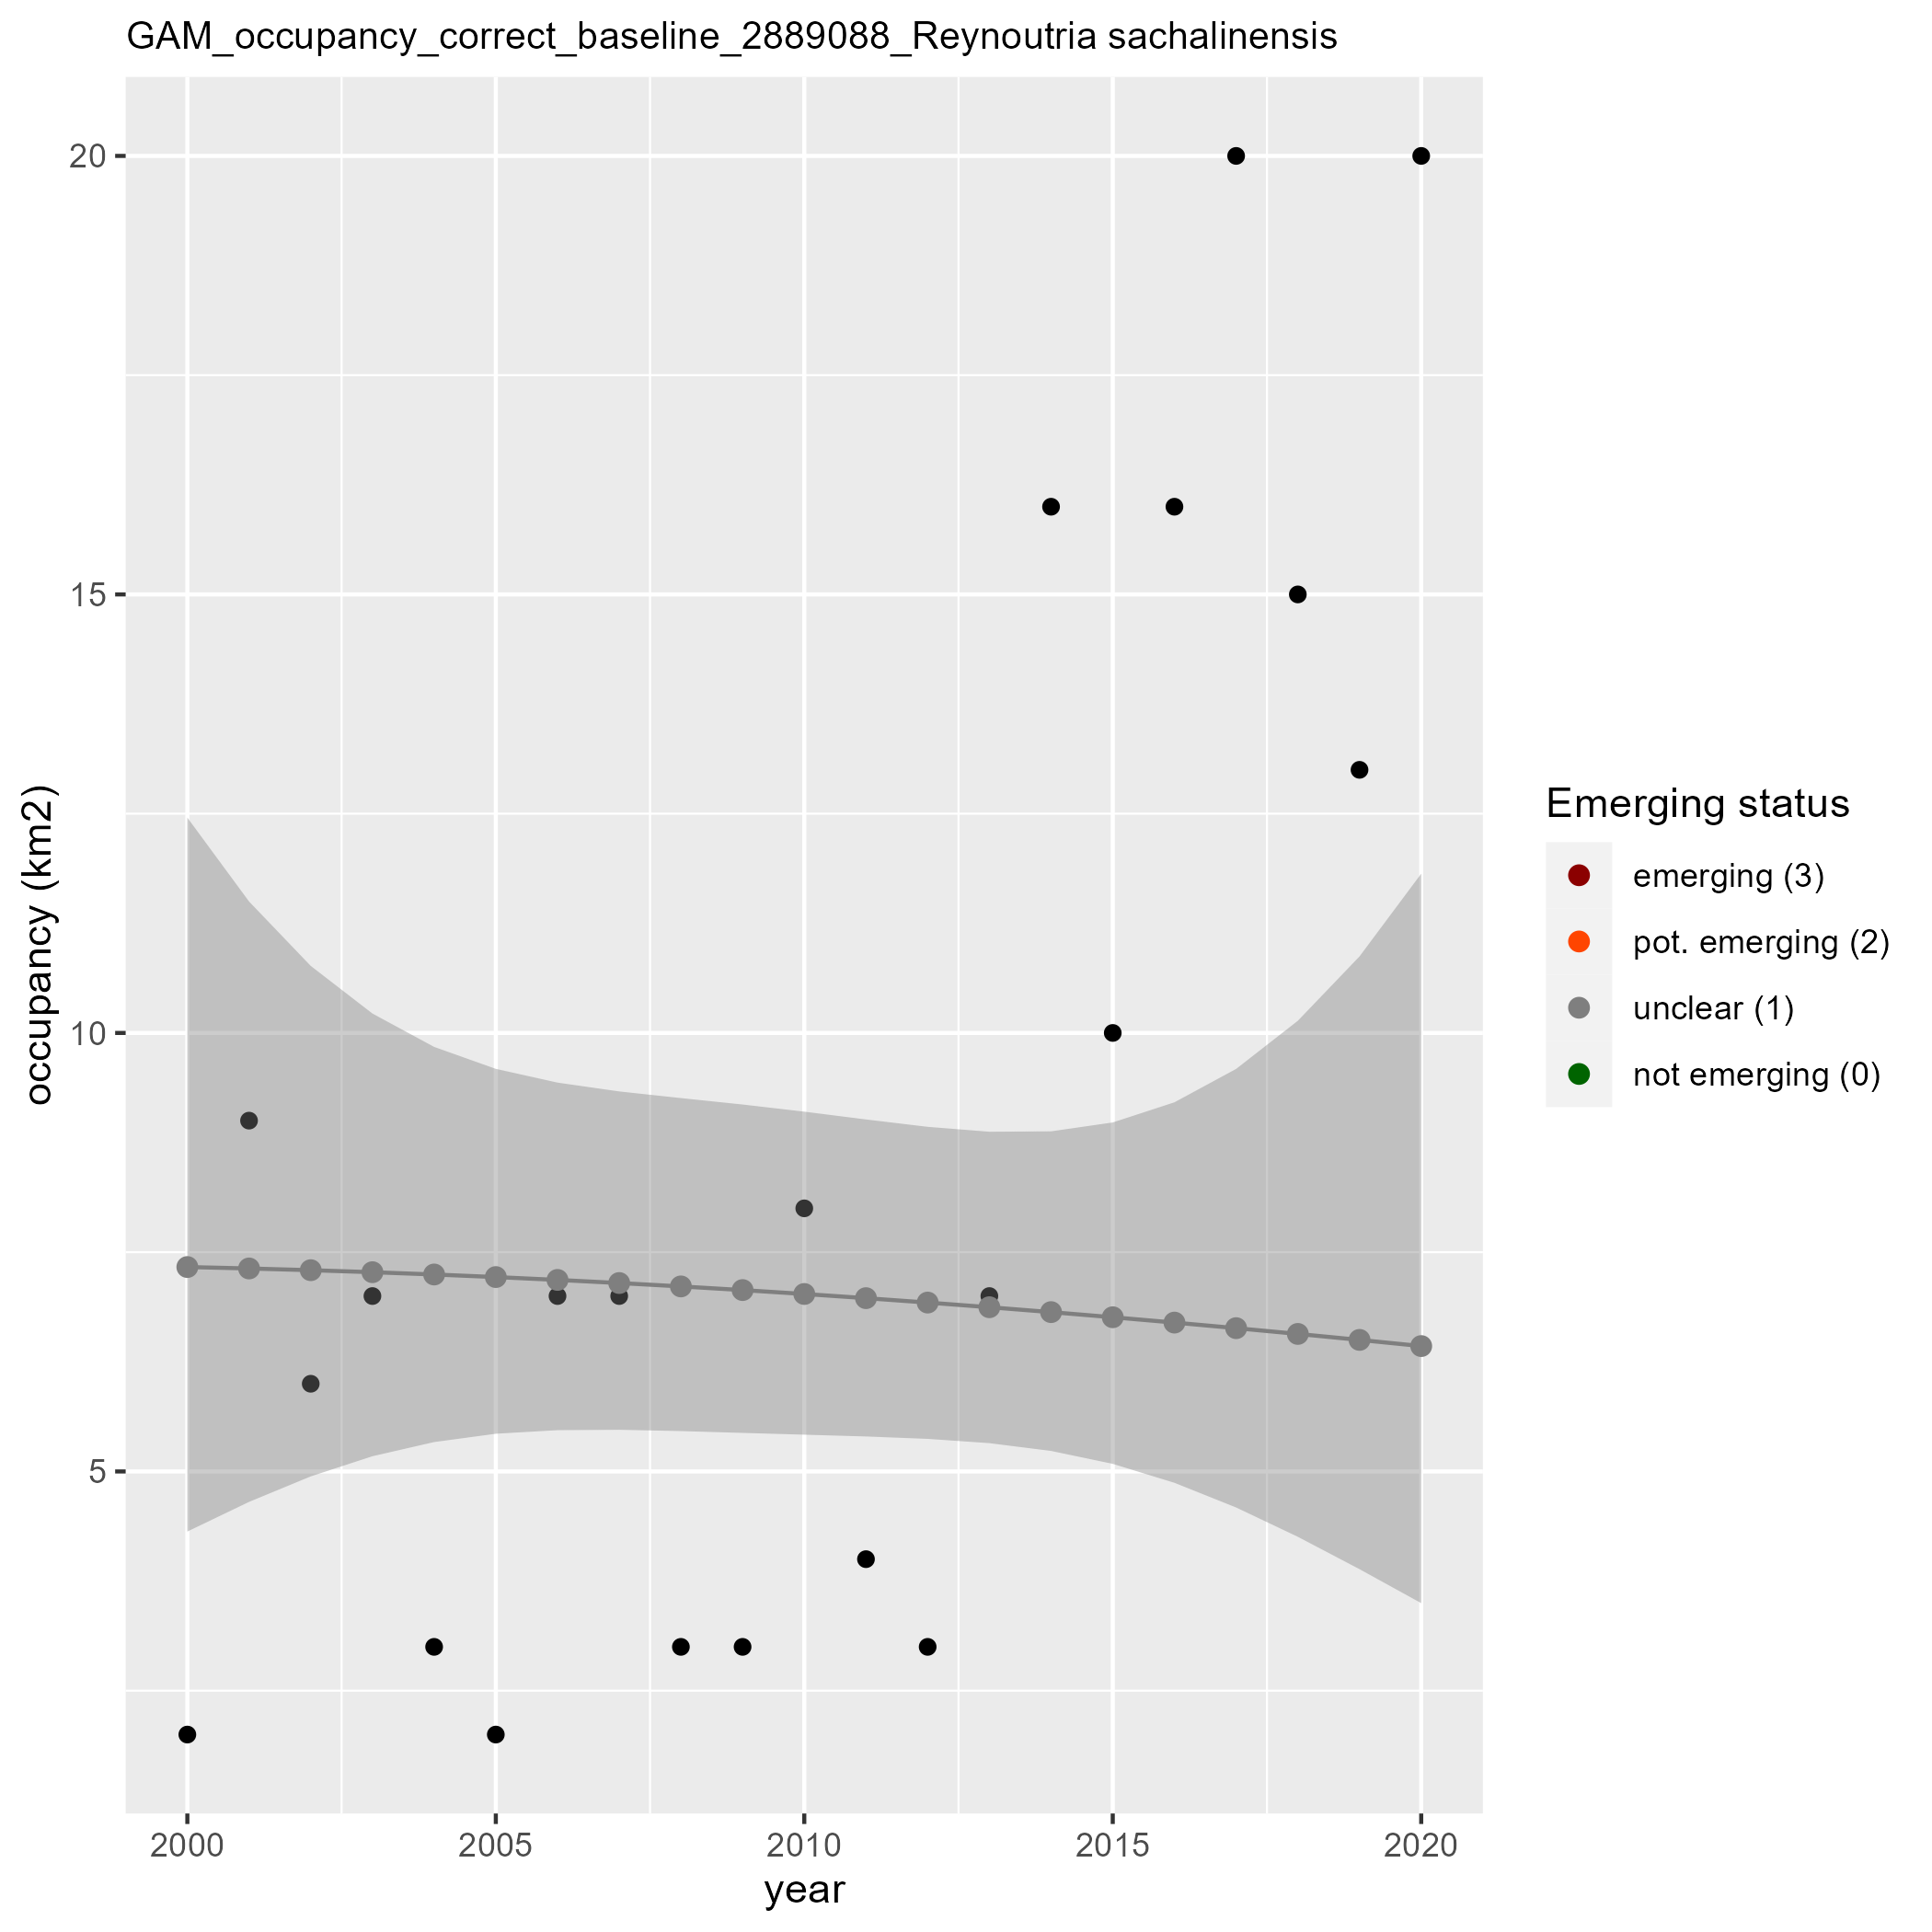 GAM_occupancy_correct_baseline_2889088_Reynoutria sachalinensis
20
15
10
5
occupancy (km2)
2000 2005 2010 2015 2020
year
Emerging status
emerging (3)
pot. emerging (2)
unclear (1)
not emerging (0)